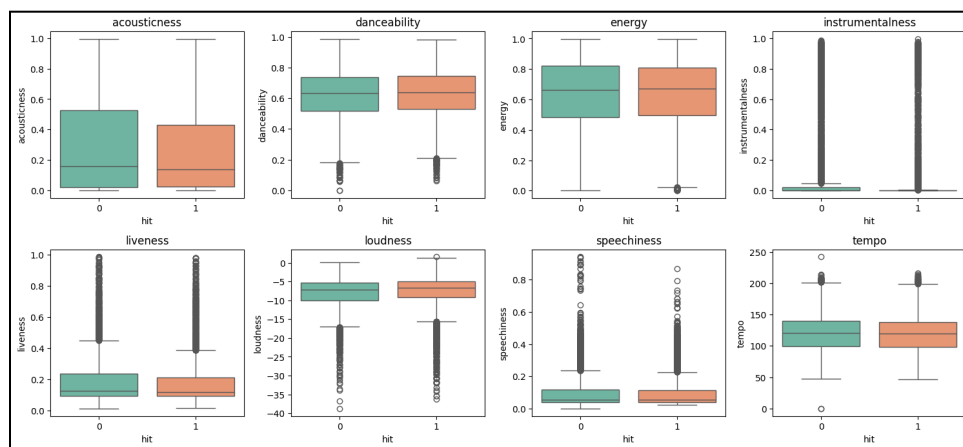 acousticness
danceability
energy
instrumentalness
acousticness
1.0
0.8
0.6
0.4
0.2
0.0
0
1
hit
danceability
1.0
0.8
0.6
0.4
0.2
0.0
0
1
hit
energy
1.0
0.8
0.6
0.4
0.2
0.0
0
1
hit
instrumentalness
1.0
0.8
0.6
0.4
0.2
0.0
0
1
hit
liveness
loudness
speechiness
tempo
liveness
1.0
0.8
0.6
0.4
0.2
0.0
0
1
hit
loudness
0
−5
−10
−15
−20
−25
−30
−35
−40
0
1
hit
speechiness
0.8
0.6
0.4
0.2
0.0
0
1
hit
tempo
250
200
150
100
50
0
0
1
hit